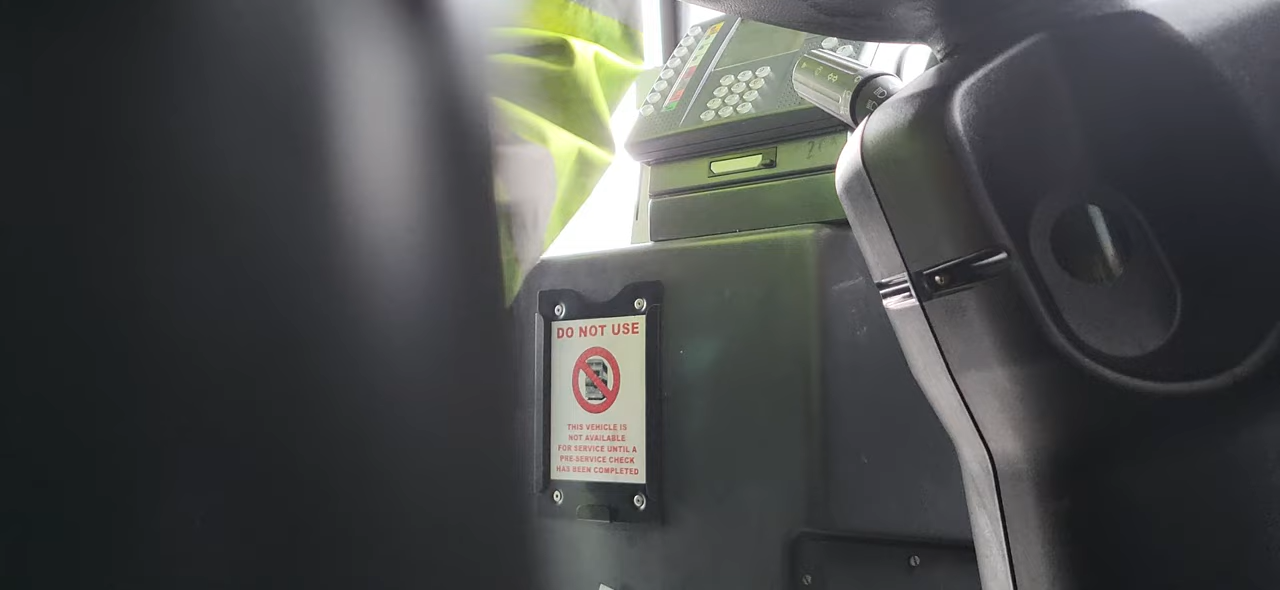 DO NOT USE
THIS VEHICLE IS
NOT AVAILABLE
FOR SERVICE UNTIL A
PRE-SERVICE CHECK
HAS BEEN COMPLETED